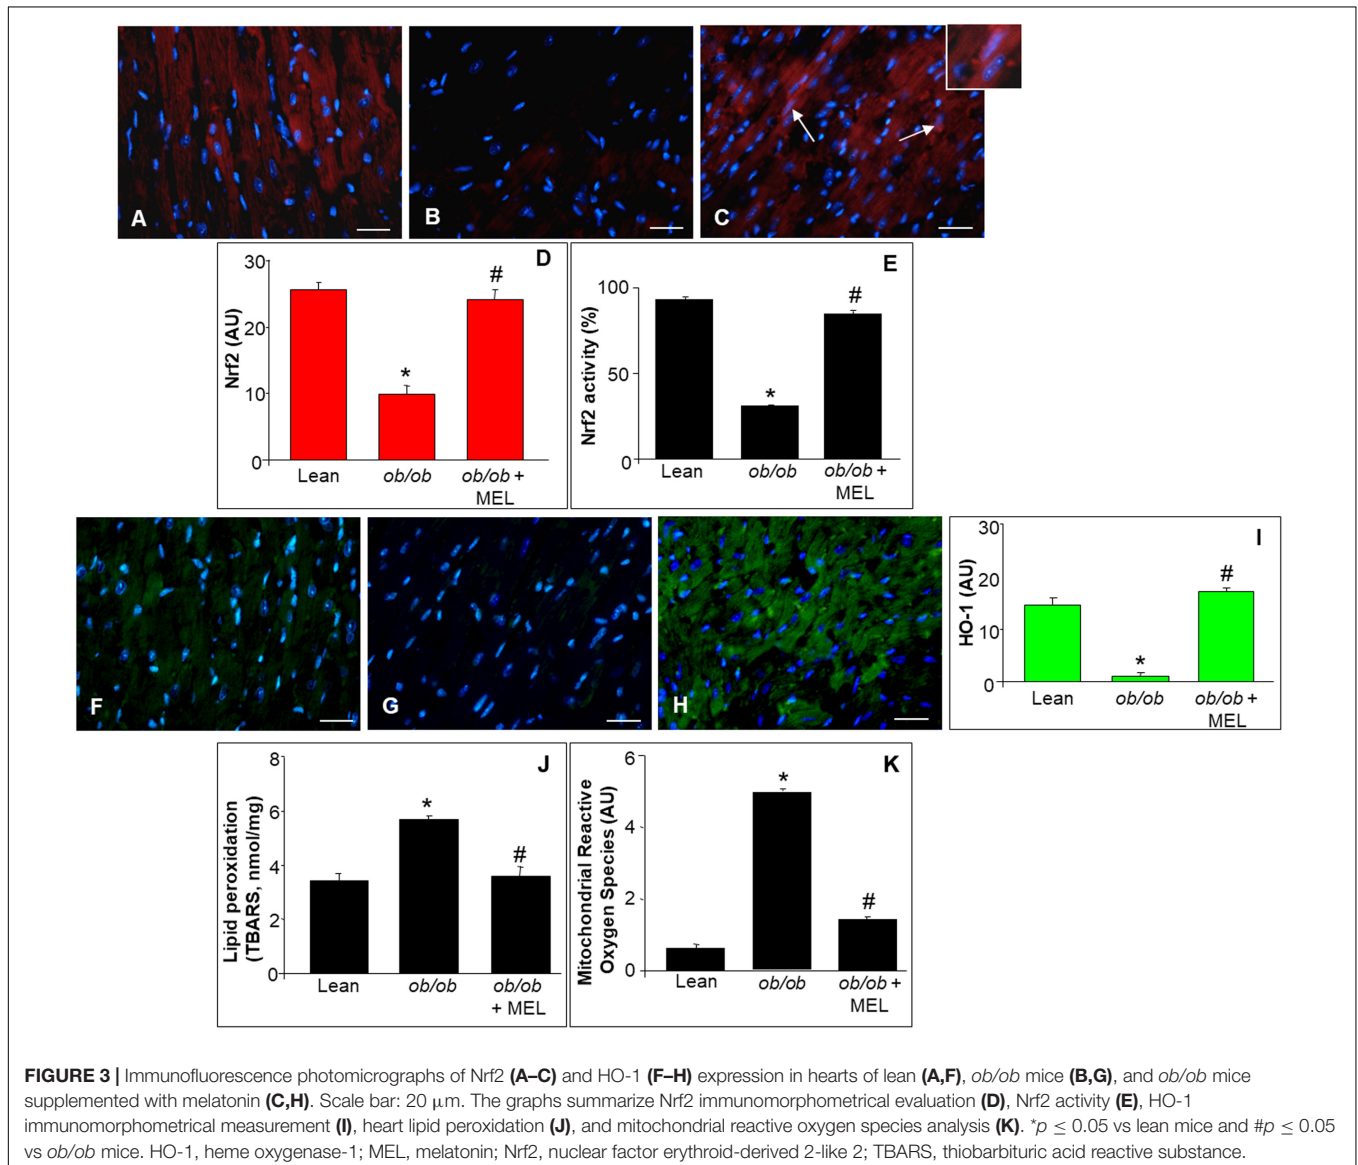 A
B
C
D
30
20
10
0
Nrf2 (AU)
*
#
Lean
ob/ob
ob/ob +
MEL
E
100
50
0
Nrf2 activity (%)
*
#
Lean
ob/ob
ob/ob +
MEL
F
G
H
I
30
20
10
0
HO-1 (AU)
*
#
Lean
ob/ob
ob/ob +
MEL
J
8
6
4
2
0
Lipid peroxidation
(TBARS, nmol/mg)
*
#
Lean
ob/ob
ob/ob
+ MEL
K
6
4
2
0
Mitochondrial Reactive
Oxygen Species (AU)
*
#
Lean
ob/ob
ob/ob +
MEL
FIGURE 3 | Immunofluorescence photomicrographs of Nrf2 (A–C) and HO-1 (F–H) expression in hearts of lean (A,F), ob/ob mice (B,G), and ob/ob mice
supplemented with melatonin (C,H). Scale bar: 20 μm. The graphs summarize Nrf2 immunomorphometrical evaluation (D), Nrf2 activity (E), HO-1
immunomorphometrical measurement (I), heart lipid peroxidation (J), and mitochondrial reactive oxygen species analysis (K). *p ≤ 0.05 vs lean mice and #p ≤ 0.05
vs ob/ob mice. HO-1, heme oxygenase-1; MEL, melatonin; Nrf2, nuclear factor erythroid-derived 2-like 2; TBARS, thiobarbituric acid reactive substance.